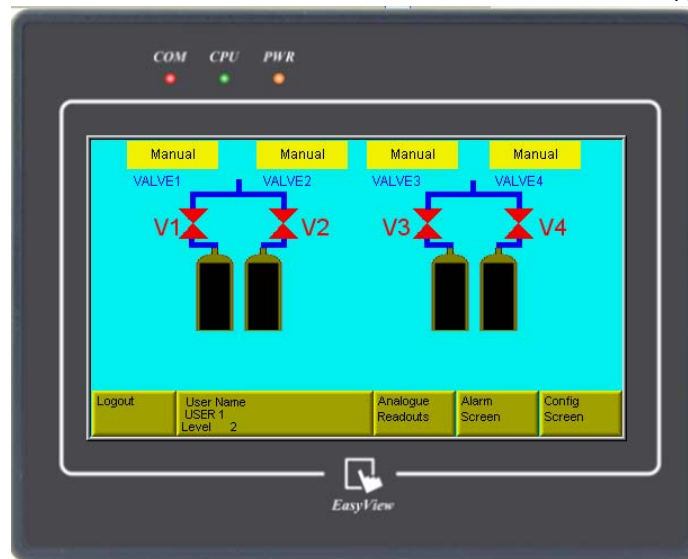 COM CPU PWR
Manual Manual Manual Manual
VALVE1 VALVE2 VALVE3 VALVE4
V1 V2 V3 V4
Logout
User Name
USER 1
Level 2
Analogue
Readouts
Alarm
Screen
Config
Screen
EasyView